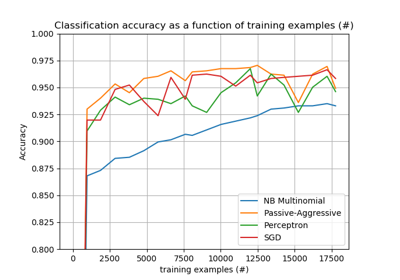 Classification accuracy as a function of training examples (#)
1.000
0.975
0.950
0.925
0.900
0.875
0.850
0.825
0.800
Accuracy
NB Multinomial
Passive-Aggressive
Perceptron
SGD
0 2500 5000 7500 10000 12500 15000 17500
training examples (#)